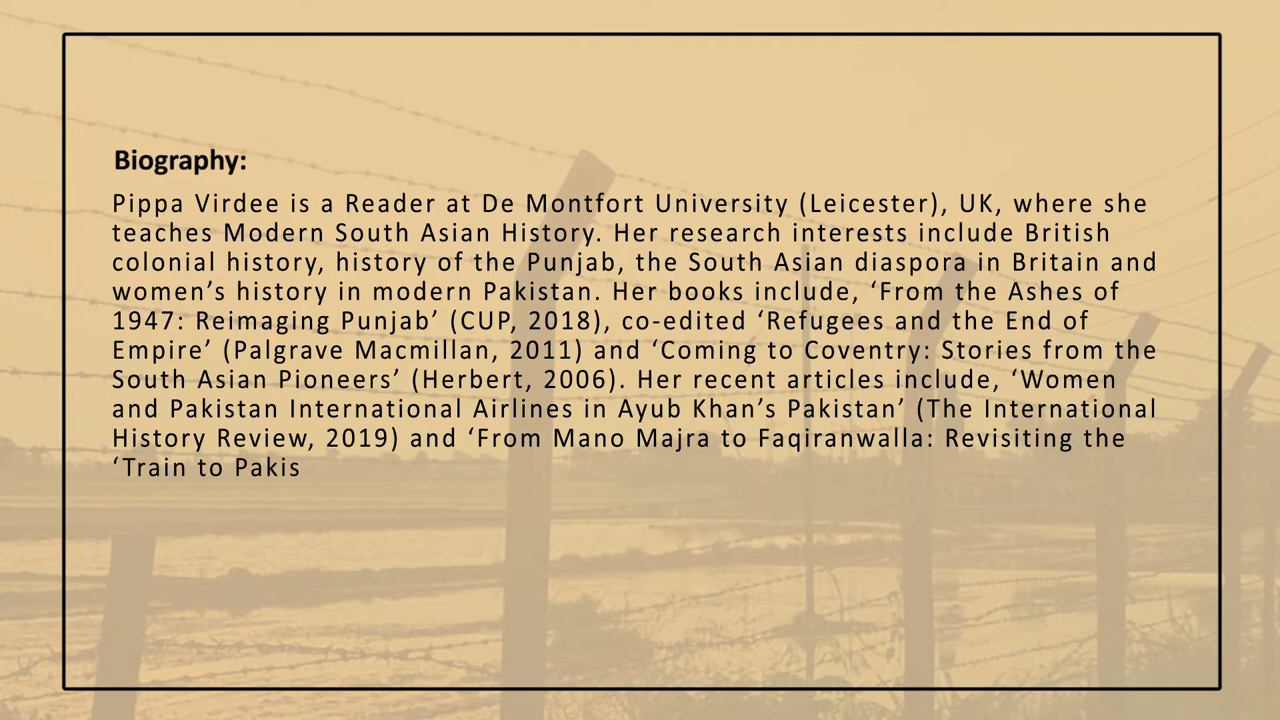 Biography:
Pippa Virdee is a Reader at De Montfort University (Leicester), UK, where she
teaches Modern South Asian History. Her research interests include British
colonial history, history of the Punjab, the South Asian diaspora in Britain and
women’s history in modern Pakistan. Her books include, ‘From the Ashes of
1947: Reimaging Punjab’ (CUP, 2018), co-edited ‘Refugees and the End of
Empire’ (Palgrave Macmillan, 2011) and ‘Coming to Coventry: Stories from the
South Asian Pioneers’ (Herbert, 2006). Her recent articles include, ‘Women
and Pakistan International Airlines in Ayub Khan’s Pakistan’ (The International
History Review, 2019) and ‘From Mano Majra to Faqiranwalla: Revisiting the
‘Train to Pakis